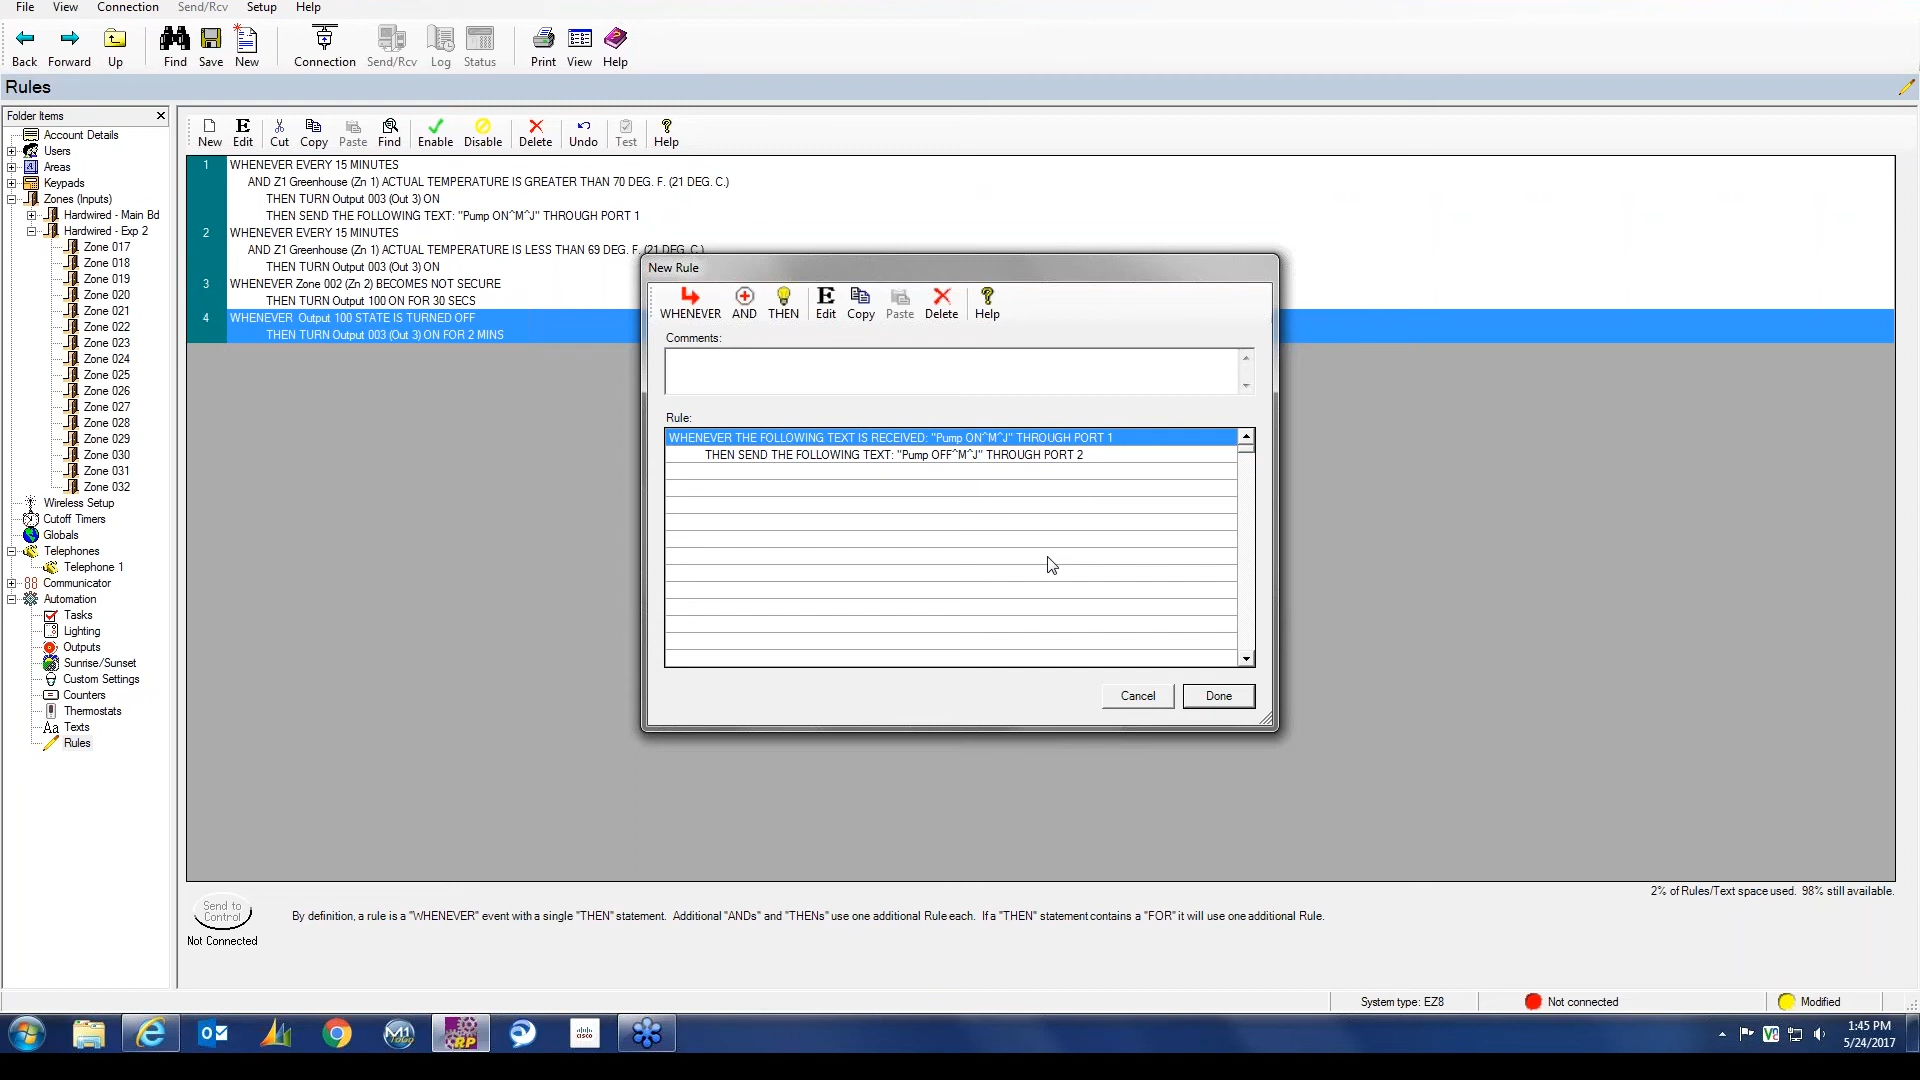 File View Connection Send/Rcv Setup Help
Back Forward Up Find Save New Connection Send/Rcv Log Status Print View Help
Rules
Folder Items
Account Details
Users
Areas
Keypads
Zones (Inputs)
Hardwired - Main Bd
Hardwired - Exp 2
Zone 017
Zone 018
Zone 019
Zone 020
Zone 021
Zone 022
Zone 023
Zone 024
Zone 025
Zone 026
Zone 027
Zone 028
Zone 029
Zone 030
Zone 031
Zone 032
Wireless Setup
Cutoff Timers
Globals
Telephones
Telephone 1
88 Communicator
Automation
Tasks
Lighting
Outputs
Sunrise/Sunset
Custom Settings
Counters
Thermostats
Aa Texts
Rules
New Edit Cut Copy Paste Find Enable Disable Delete Undo Test Help
1 WHENEVER EVERY 15 MINUTES
AND Z1 Greenhouse (Zn 1) ACTUAL TEMPERATURE IS GREATER THAN 70 DEG. F. (21 DEG. C.)
THEN TURN Output 003 (Out 3) ON
THEN SEND THE FOLLOWING TEXT: "Pump ON^M^J" THROUGH PORT 1
2 WHENEVER EVERY 15 MINUTES
AND Z1 Greenhouse (Zn 1) ACTUAL TEMPERATURE IS LESS THAN 69 DEG. F. (21 DEG. C.)
THEN TURN Output 003 (Out 3) ON
3 WHENEVER Zone 002 (Zn 2) BECOMES NOT SECURE
THEN TURN Output 100 ON FOR 30 SECS
4 WHENEVER Output 100 STATE IS TURNED OFF
THEN TURN Output 003 (Out 3) ON FOR 2 MINS
New Rule
WHENEVER AND THEN Edit Copy Paste Delete Help
Comments:
Rule:
WHENEVER THE FOLLOWING TEXT IS RECEIVED: "Pump ON^M^J" THROUGH PORT 1
THEN SEND THE FOLLOWING TEXT: "Pump OFF^M^J" THROUGH PORT 2
Cancel Done
2% of Rules/Text space used. 98% still available.
Send to
Control
Not Connected
By definition, a rule is a "WHENEVER" event with a single "THEN" statement. Additional "ANDs" and "THENs" use one additional Rule each. If a "THEN" statement contains a "FOR" it will use one additional Rule.
System type: EZ8 Not connected Modified
1:45 PM
5/24/2017